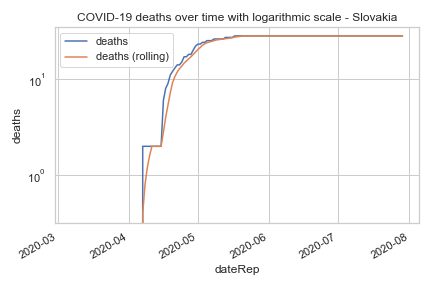 COVID-19 deaths over time with logarithmic scale - Slovakia
deaths
deaths (rolling)
10¹
10⁰
deaths
2020-03
2020-04
2020-05
2020-06
2020-07
2020-08
dateRep